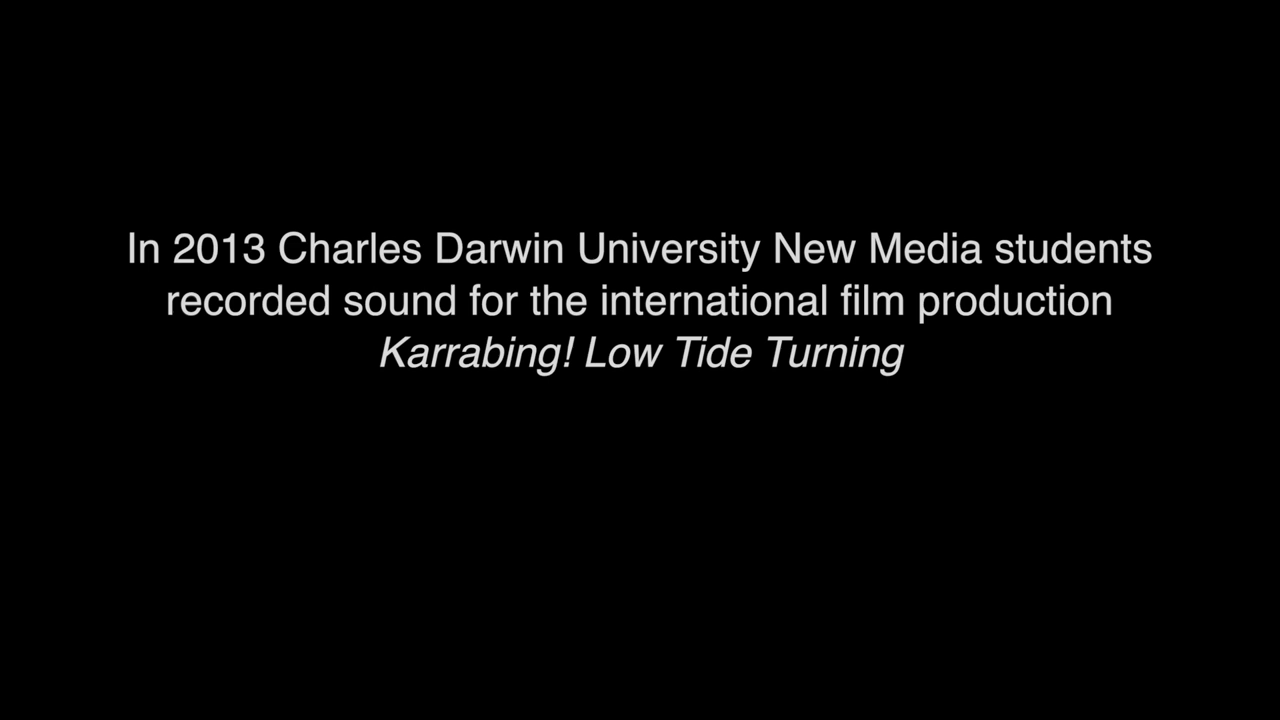 In 2013 Charles Darwin University New Media students
recorded sound for the international film production
Karrabing! Low Tide Turning